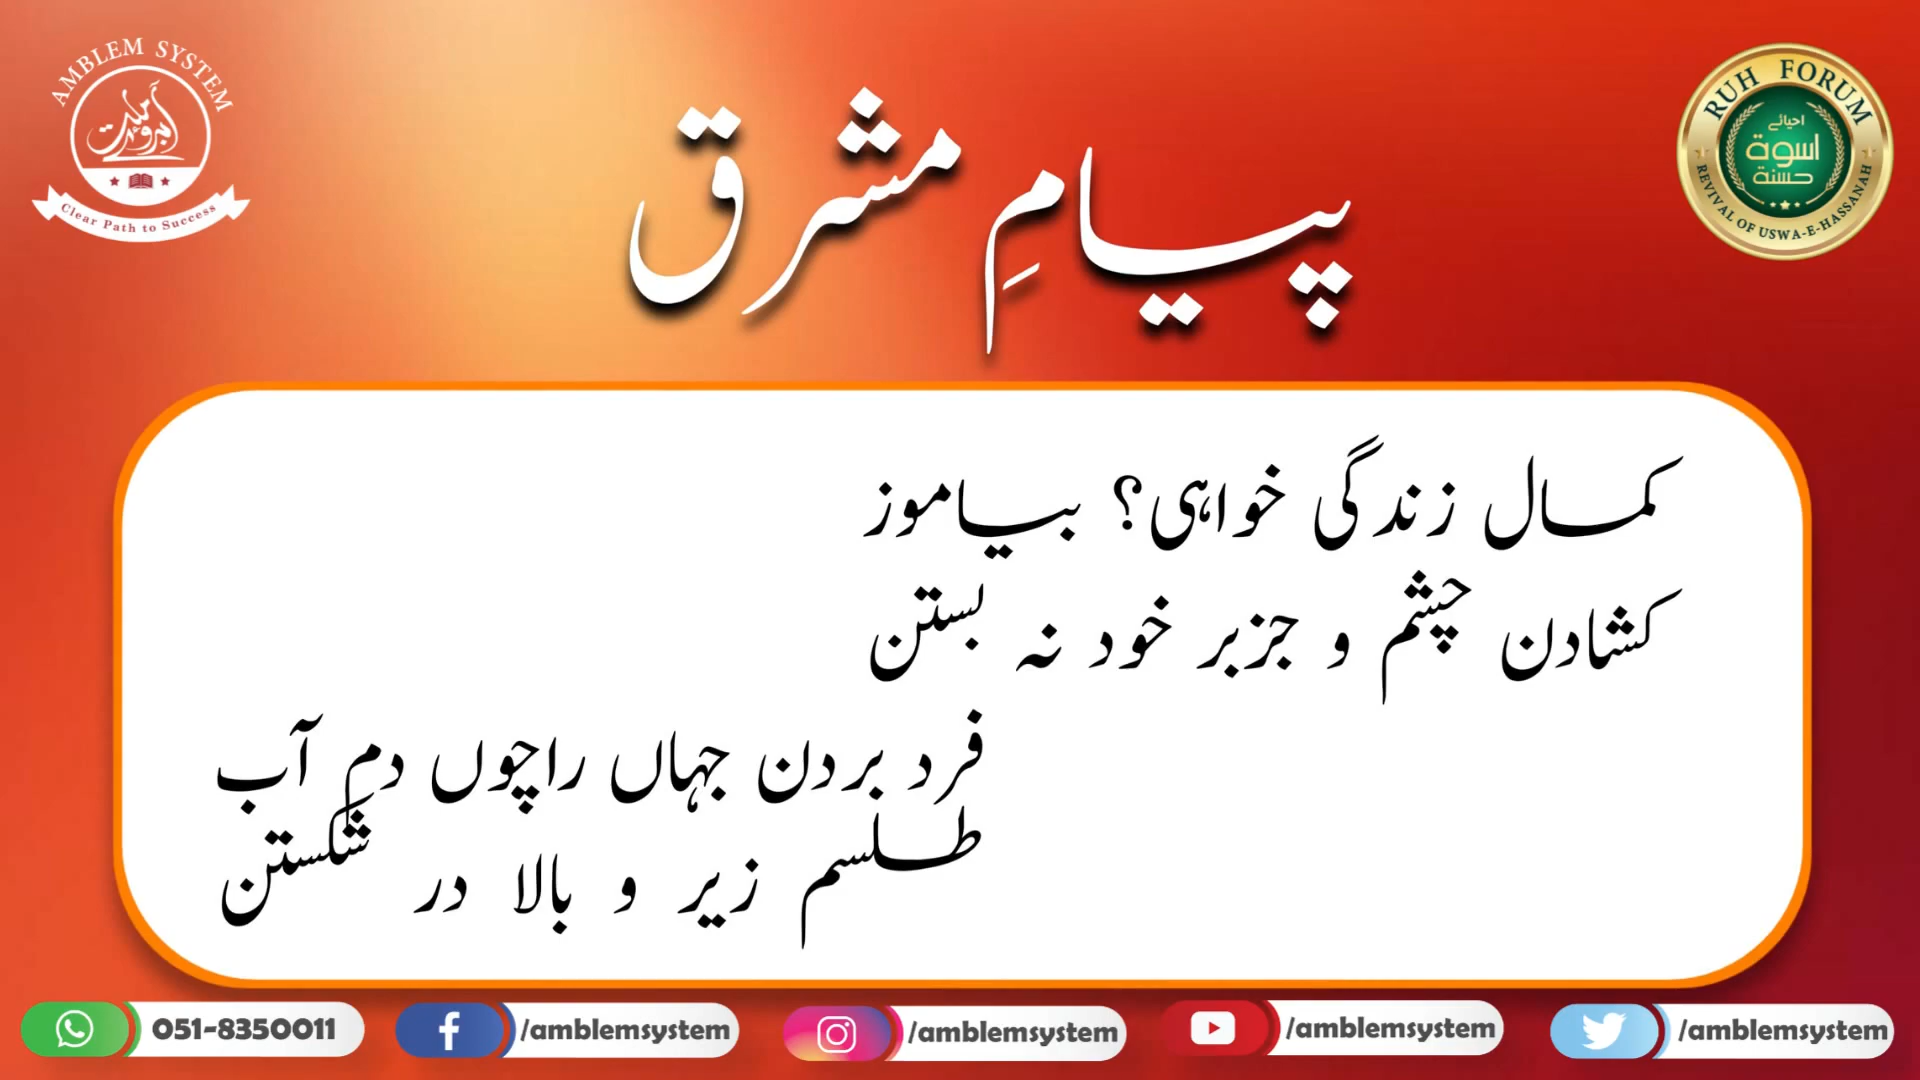 AMBLEM SYSTEM
Clear Path to Success
RUH FORUM
احیائے
اسوۃ
حسنۃ
REVIVAL OF USWA-E-HASSANAH
پیامِ مشرق
کمال زندگی خواہی؟ بیاموز
کشادن چشم و جزبر خود نہ بستن
فرد بردن جہاں راچوں دم آب
طلسم زیر و بالا در شکستن
051-8350011
/amblemsystem
/amblemsystem
/amblemsystem
/amblemsystem